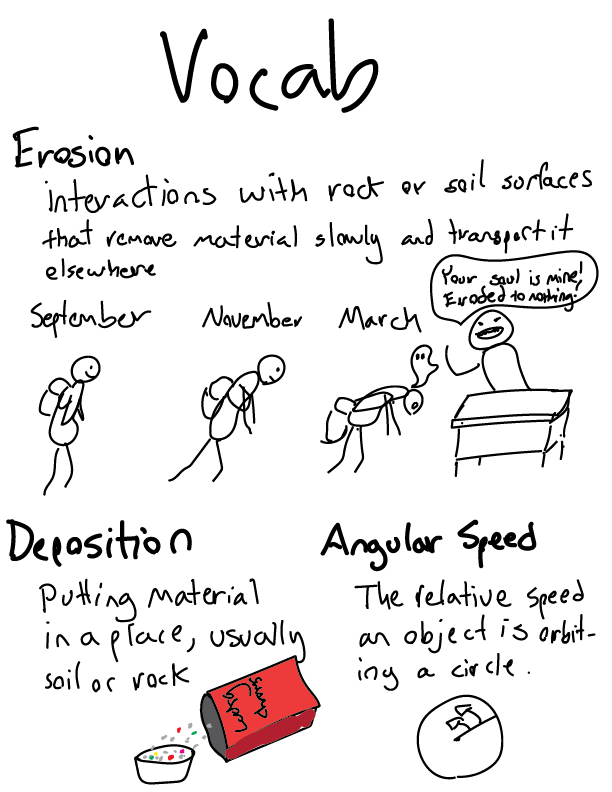 Vocab
Erosion
interactions with rock or soil surfaces
that remove material slowly and transport it
elsewhere
Your soul is mine!
Eroded to nothing.
September
November
March
Deposition
Putting material
in a place, usually
soil or rock
Angular Speed
The relative speed
an object is orbit-
ing a circle.
Charms